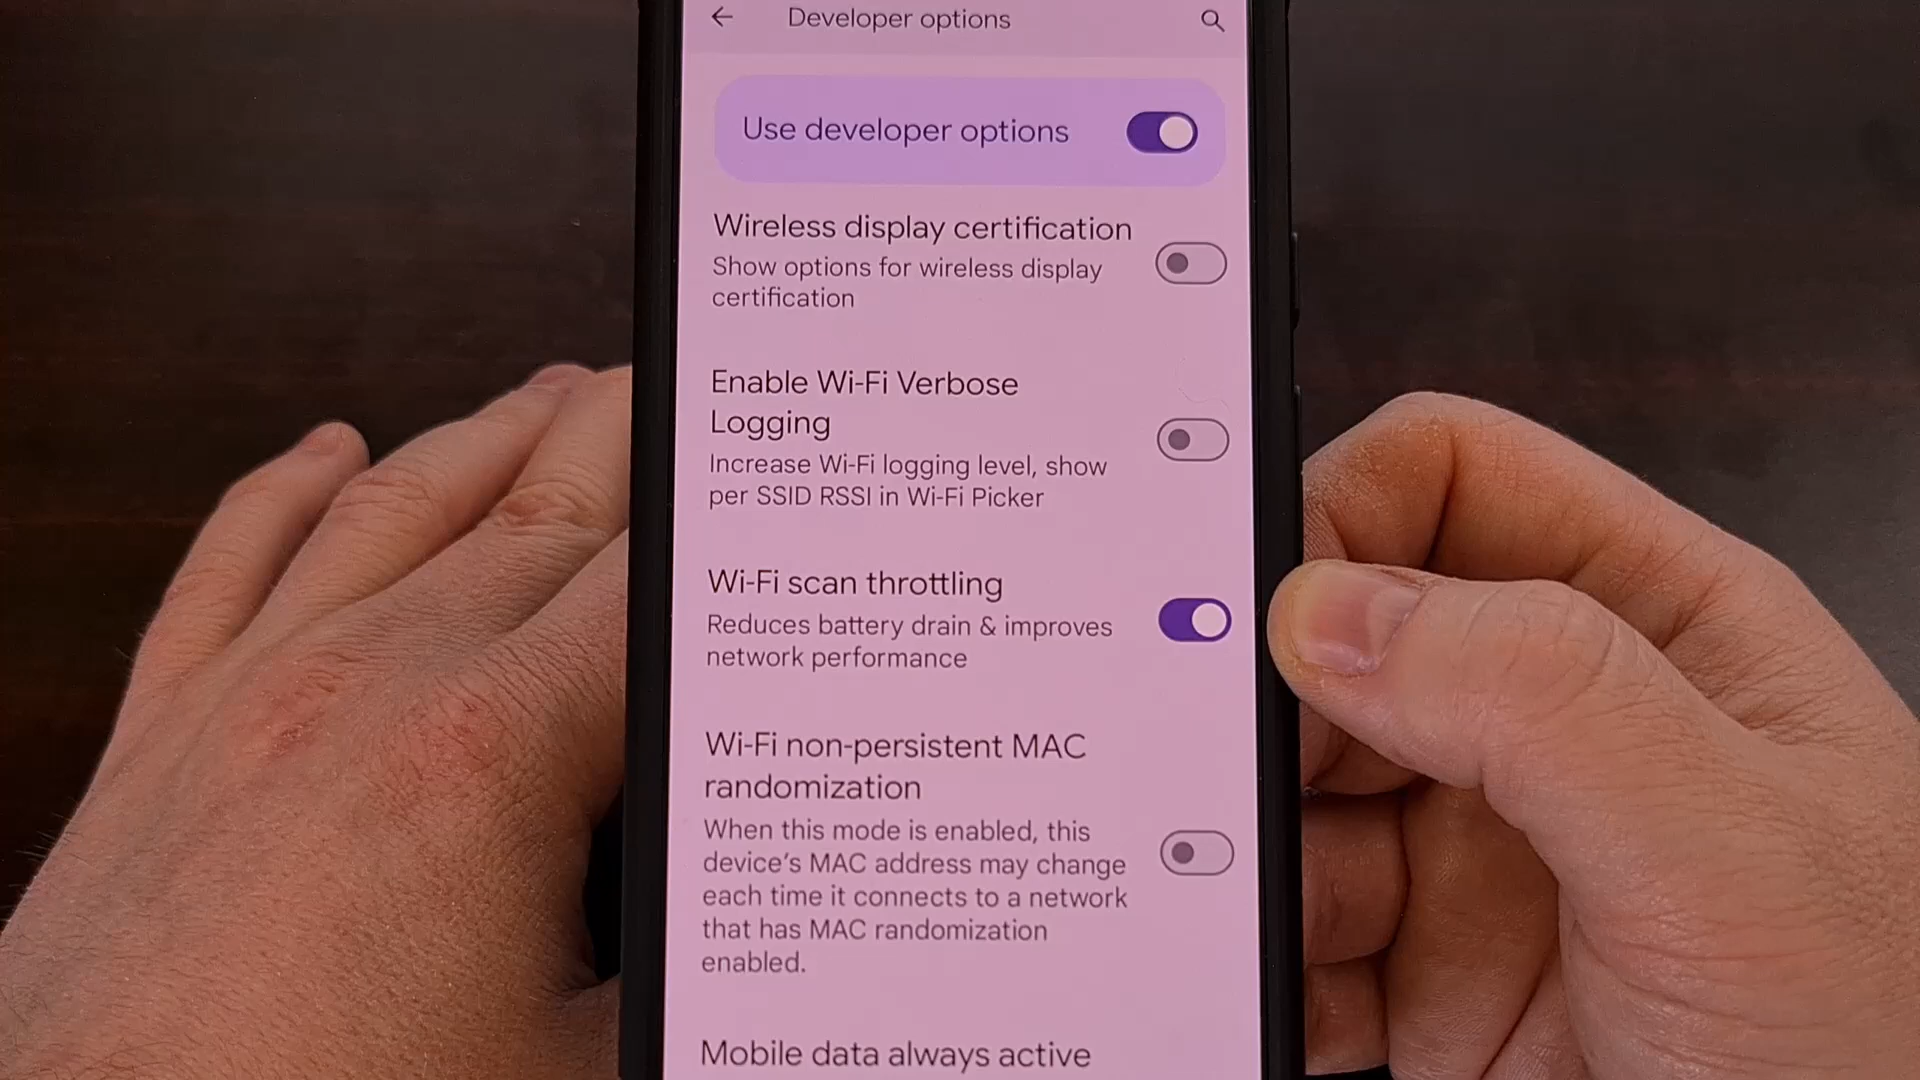 Developer options
Use developer options
Wireless display certification
Show options for wireless display
certification
Enable Wi-Fi Verbose
Logging
Increase Wi-Fi logging level, show
per SSID RSSI in Wi-Fi Picker
Wi-Fi scan throttling
Reduces battery drain & improves
network performance
Wi-Fi non-persistent MAC
randomization
When this mode is enabled, this
device's MAC address may change
each time it connects to a network
that has MAC randomization
enabled.
Mobile data always active